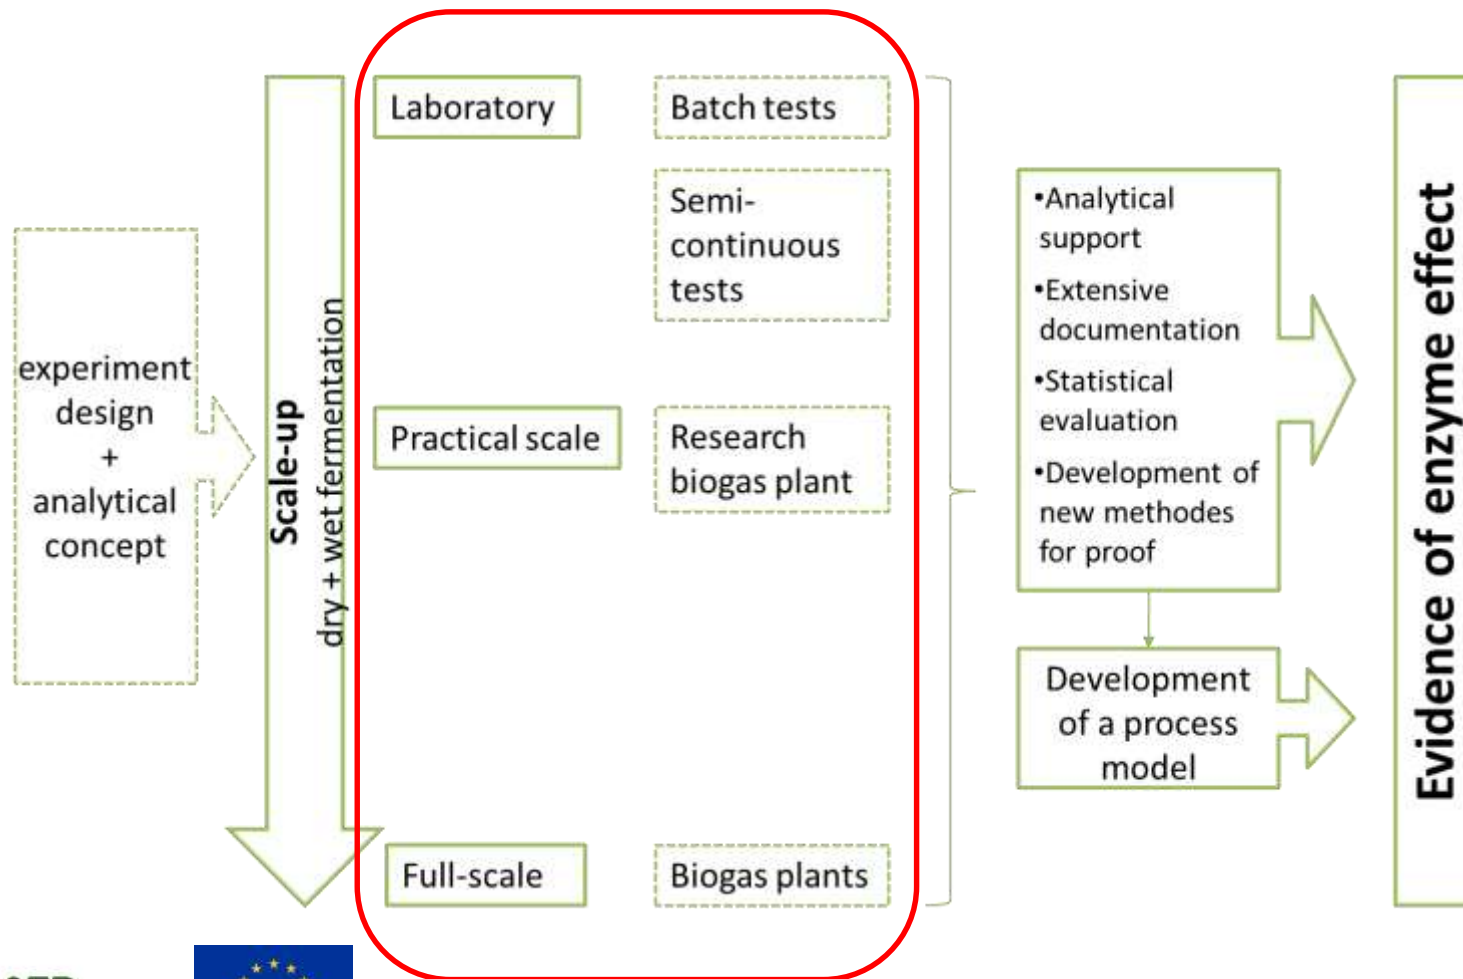 experiment
design
+
analytical
concept
Scale-up
dry + wet fermentation
Laboratory
Batch tests
Semi-
continuous
tests
Practical scale
Research
biogas plant
Full-scale
Biogas plants
•Analytical
support
•Extensive
documentation
•Statistical
evaluation
•Development of
new methodes
for proof
Development
of a process
model
Evidence of enzyme effect